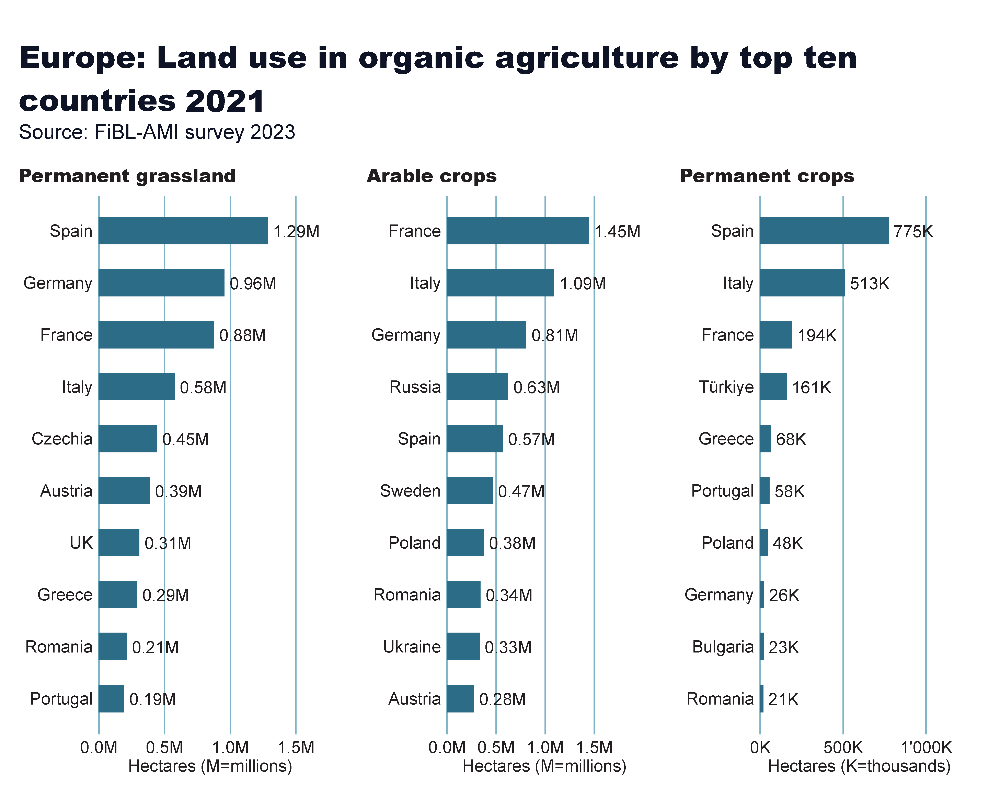 Europe: Land use in organic agriculture by top ten
countries 2021
Source: FiBL-AMI survey 2023
Permanent grassland
Spain 1.29M
Germany 0.96M
France 0.88M
Italy 0.58M
Czechia 0.45M
Austria 0.39M
UK 0.31M
Greece 0.29M
Romania 0.21M
Portugal 0.19M
0.0M 0.5M 1.0M 1.5M
Hectares (M=millions)
Arable crops
France 1.45M
Italy 1.09M
Germany 0.81M
Russia 0.63M
Spain 0.57M
Sweden 0.47M
Poland 0.38M
Romania 0.34M
Ukraine 0.33M
Austria 0.28M
0.0M 0.5M 1.0M 1.5M
Hectares (M=millions)
Permanent crops
Spain 775K
Italy 513K
France 194K
Türkiye 161K
Greece 68K
Portugal 58K
Poland 48K
Germany 26K
Bulgaria 23K
Romania 21K
0K 500K 1'000K
Hectares (K=thousands)